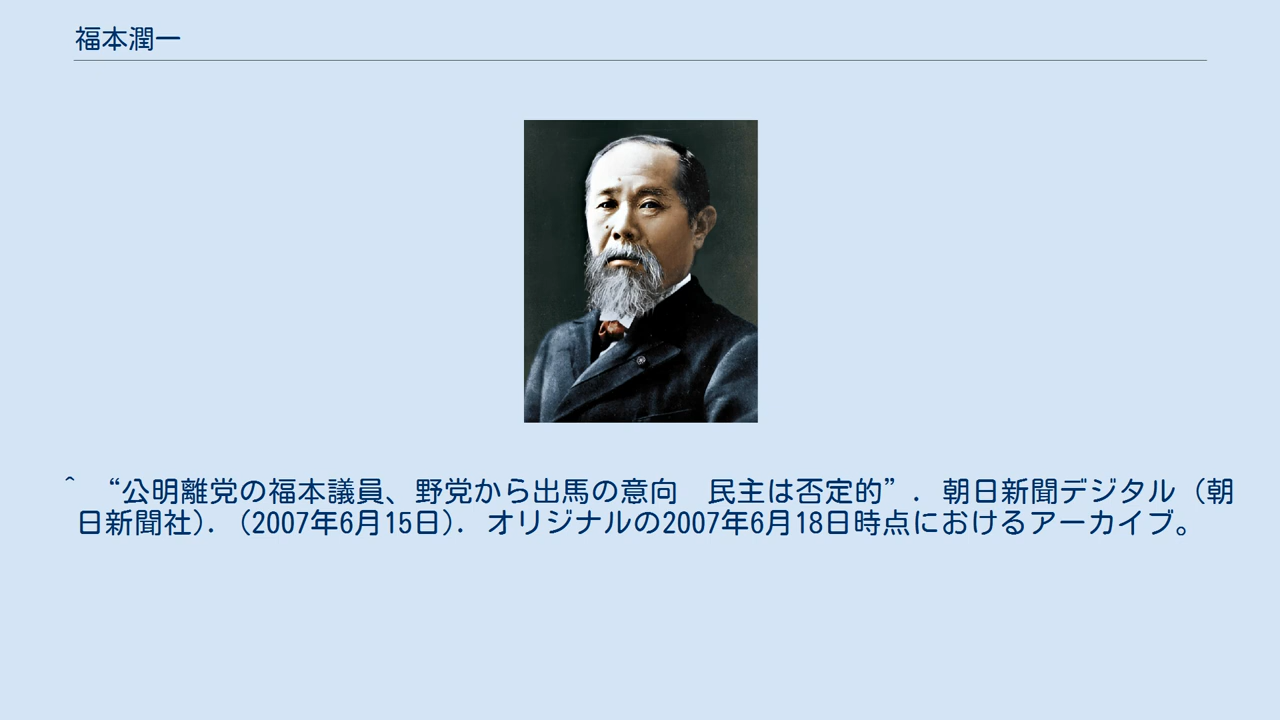 福本潤一
^ “公明離党の福本議員、野党から出馬の意向　民主は否定的”. 朝日新聞デジタル (朝
日新聞社). (2007年6月15日). オリジナルの2007年6月18日時点におけるアーカイブ。